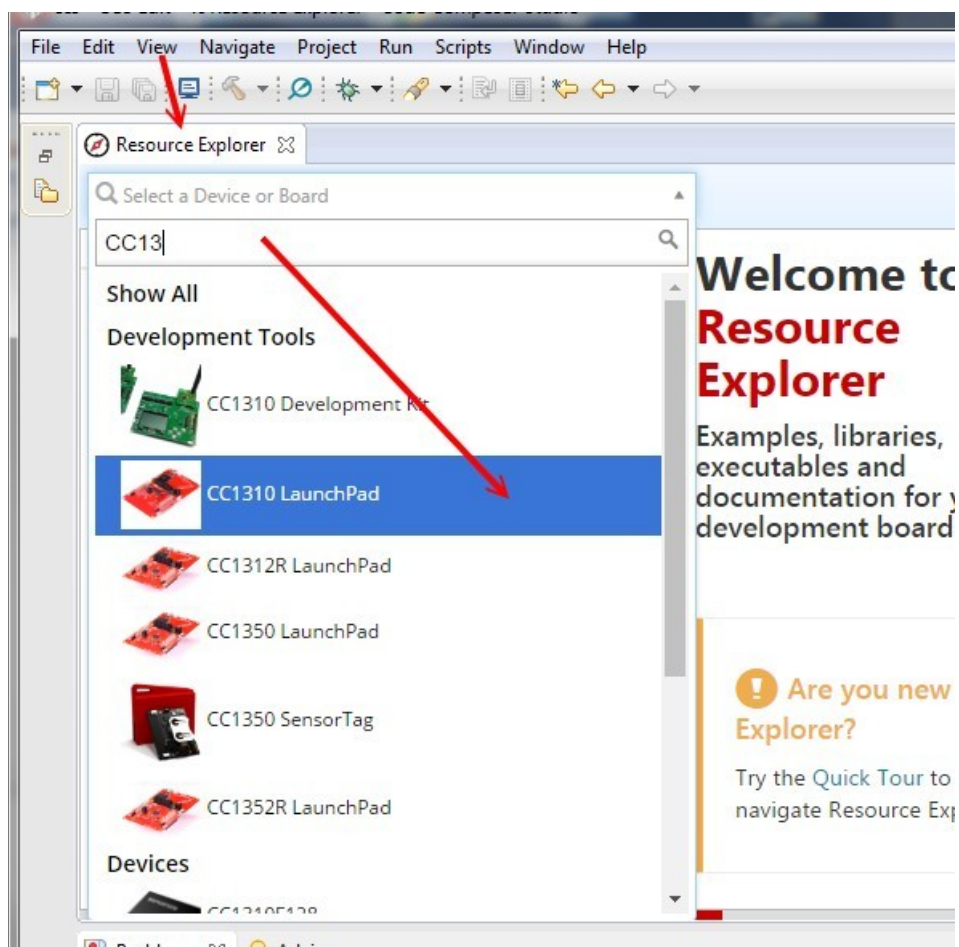 File Edit View Navigate Project Run Scripts Window Help
Resource Explorer
Select a Device or Board
CC13
Show All
Development Tools
CC1310 Development Kit
CC1310 LaunchPad
CC1312R LaunchPad
CC1350 LaunchPad
CC1350 SensorTag
CC1352R LaunchPad
Devices
Welcome to
Resource
Explorer
Examples, libraries,
executables and
documentation for y
development board
Are you new
Explorer?
Try the Quick Tour to
navigate Resource Exp